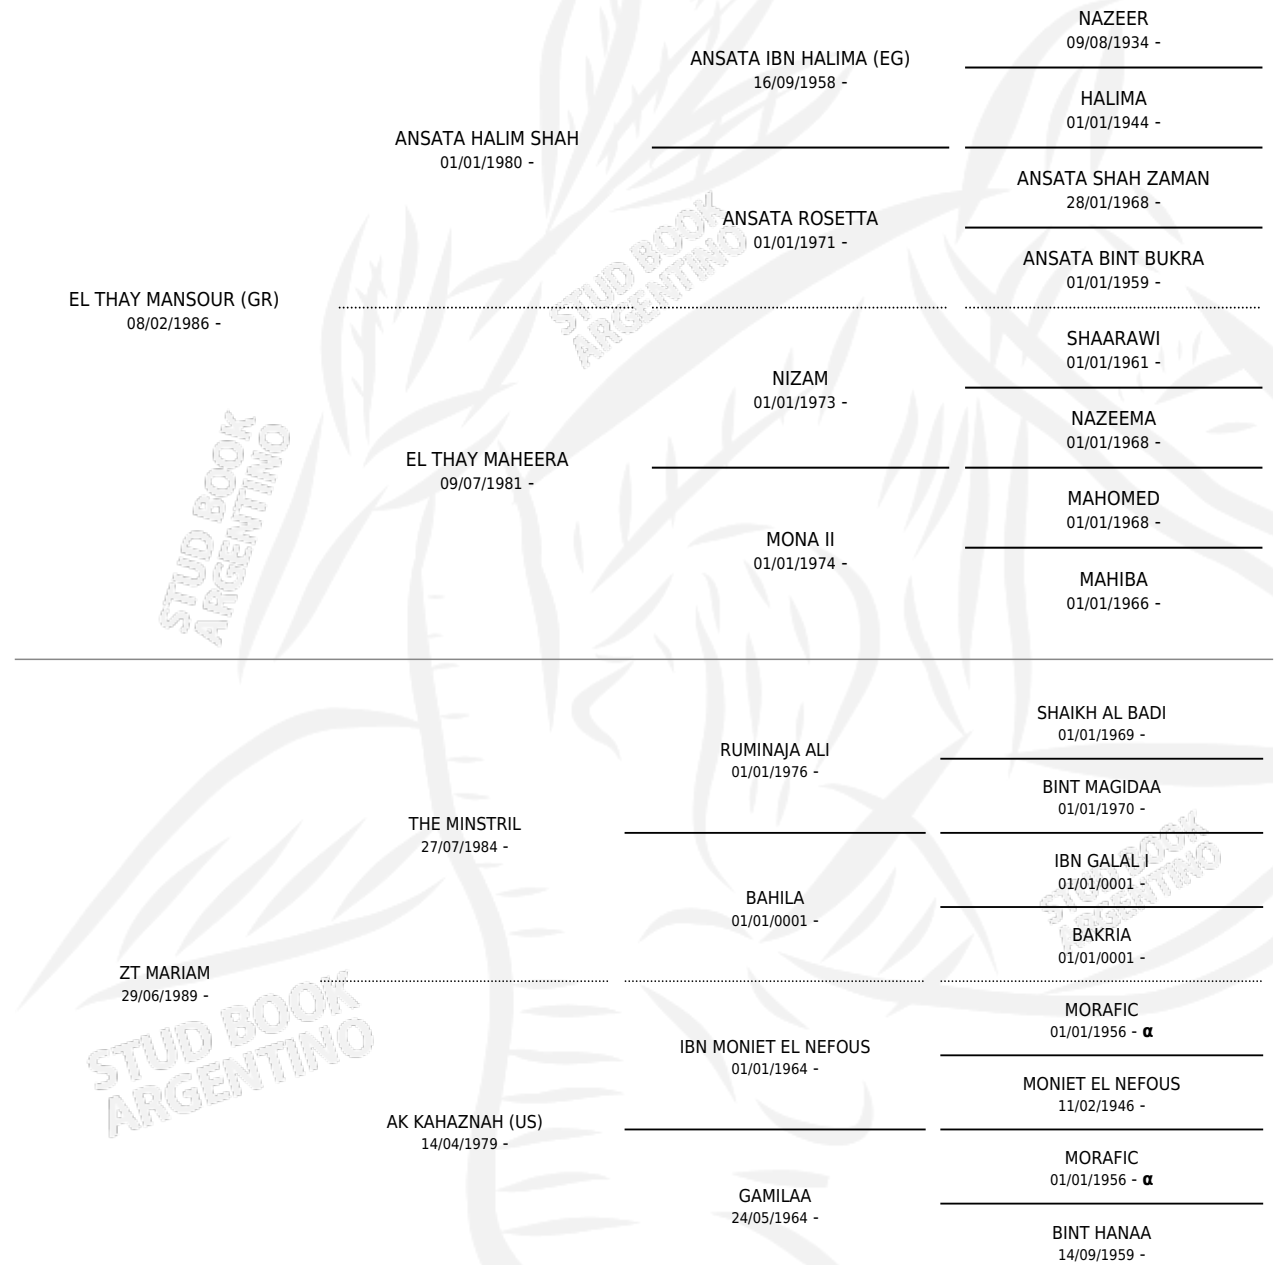 NAZEER
09/08/1934 -
ANSATA IBN HALIMA (EG)
16/09/1958 -
HALIMA
01/01/1944 -
ANSATA HALIM SHAH
01/01/1980 -
ANSATA SHAH ZAMAN
28/01/1968 -
ANSATA ROSETTA
01/01/1971 -
ANSATA BINT BUKRA
01/01/1959 -
EL THAY MANSOUR (GR)
08/02/1986 -
SHAARAWI
01/01/1961 -
NIZAM
01/01/1973 -
NAZEEMA
01/01/1968 -
EL THAY MAHEERA
09/07/1981 -
MAHOMED
01/01/1968 -
MONA II
01/01/1974 -
MAHIBA
01/01/1966 -
STUD BOOK
ARGENTINO
STUD BOOK
ARGENTINO
SHAIKH AL BADI
01/01/1969 -
RUMINAJA ALI
01/01/1976 -
BINT MAGIDAA
01/01/1970 -
THE MINSTRIL
27/07/1984 -
IBN GALAL I
01/01/0001 -
BAHILA
01/01/0001 -
BAKRIA
01/01/0001 -
ZT MARIAM
29/06/1989 -
MORAFIC
01/01/1956 - α
IBN MONIET EL NEFOUS
01/01/1964 -
MONIET EL NEFOUS
11/02/1946 -
AK KAHAZNAH (US)
14/04/1979 -
MORAFIC
01/01/1956 - α
GAMILAA
24/05/1964 -
BINT HANAA
14/09/1959 -
STUD BOOK
ARGENTINO
STUD BOOK
ARGENTINO